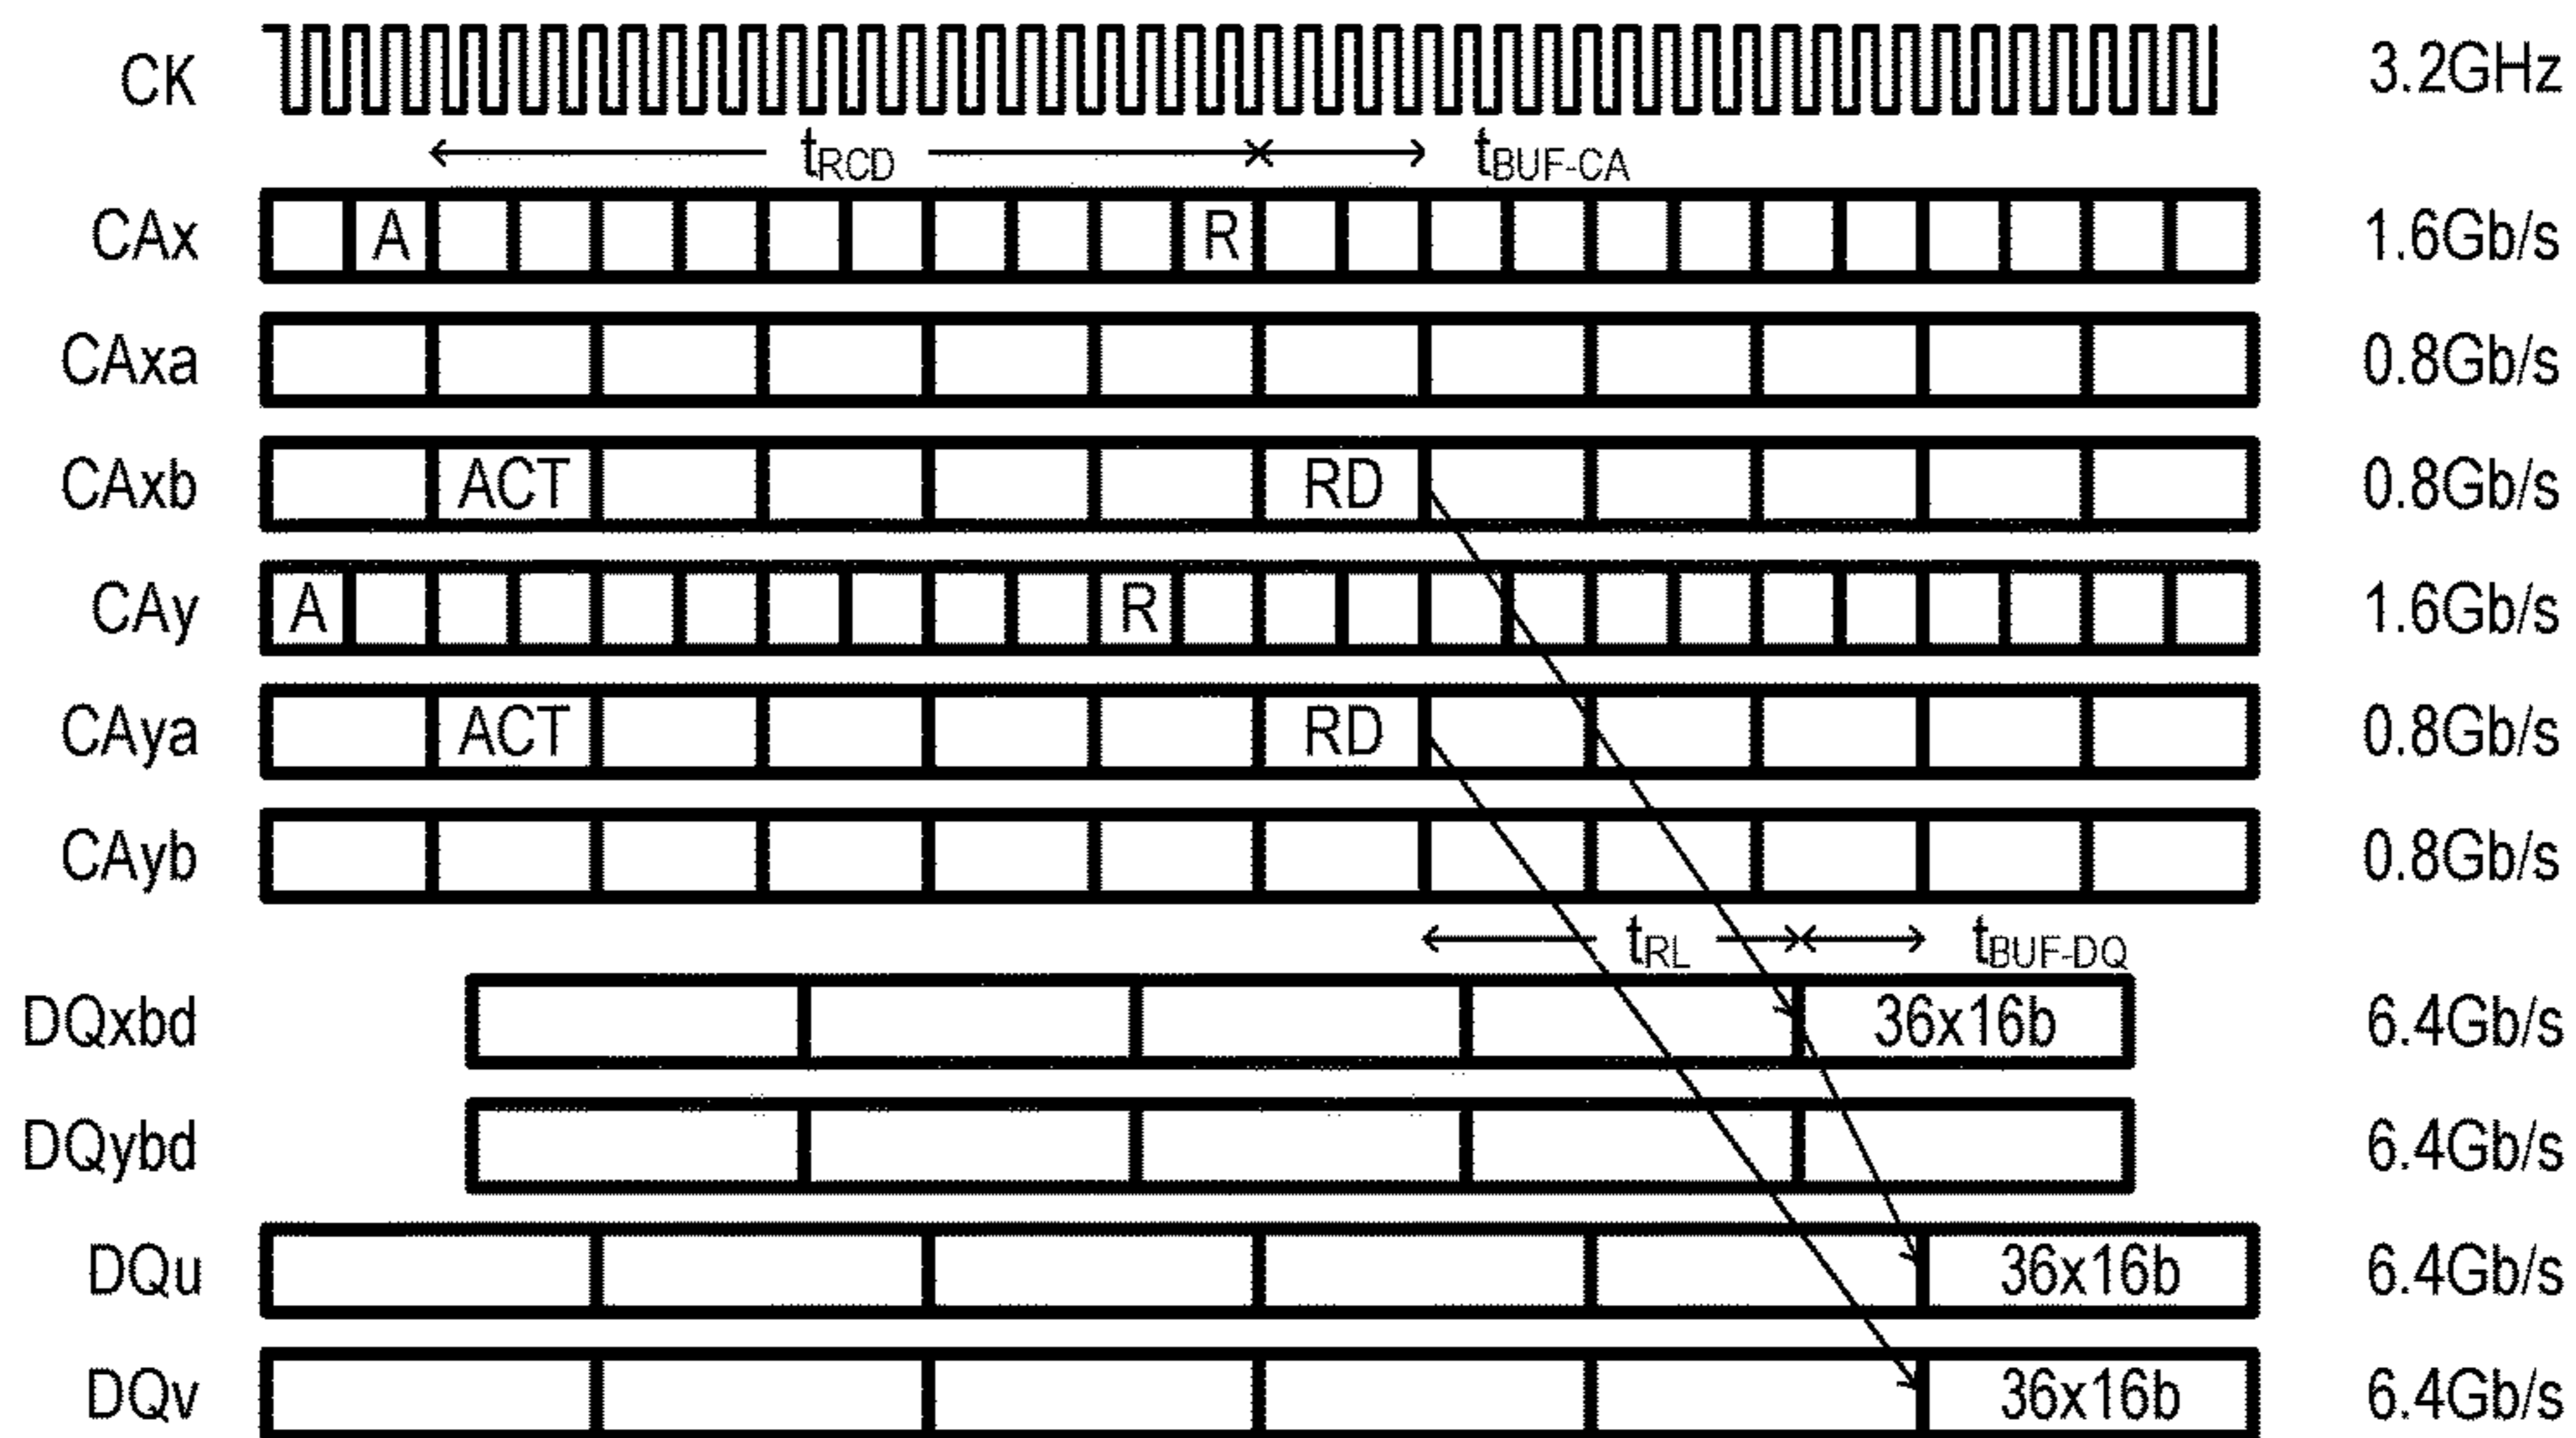 CK 3.2GHz
tRCD tBUF-CA
CAx A R 1.6Gb/s
CAxa 0.8Gb/s
CAxb ACT RD 0.8Gb/s
CAy A R 1.6Gb/s
CAya ACT RD 0.8Gb/s
CAyb 0.8Gb/s
tRL tBUF-DQ
DQxbd 36x16b 6.4Gb/s
DQybd 6.4Gb/s
DQu 36x16b 6.4Gb/s
DQv 36x16b 6.4Gb/s